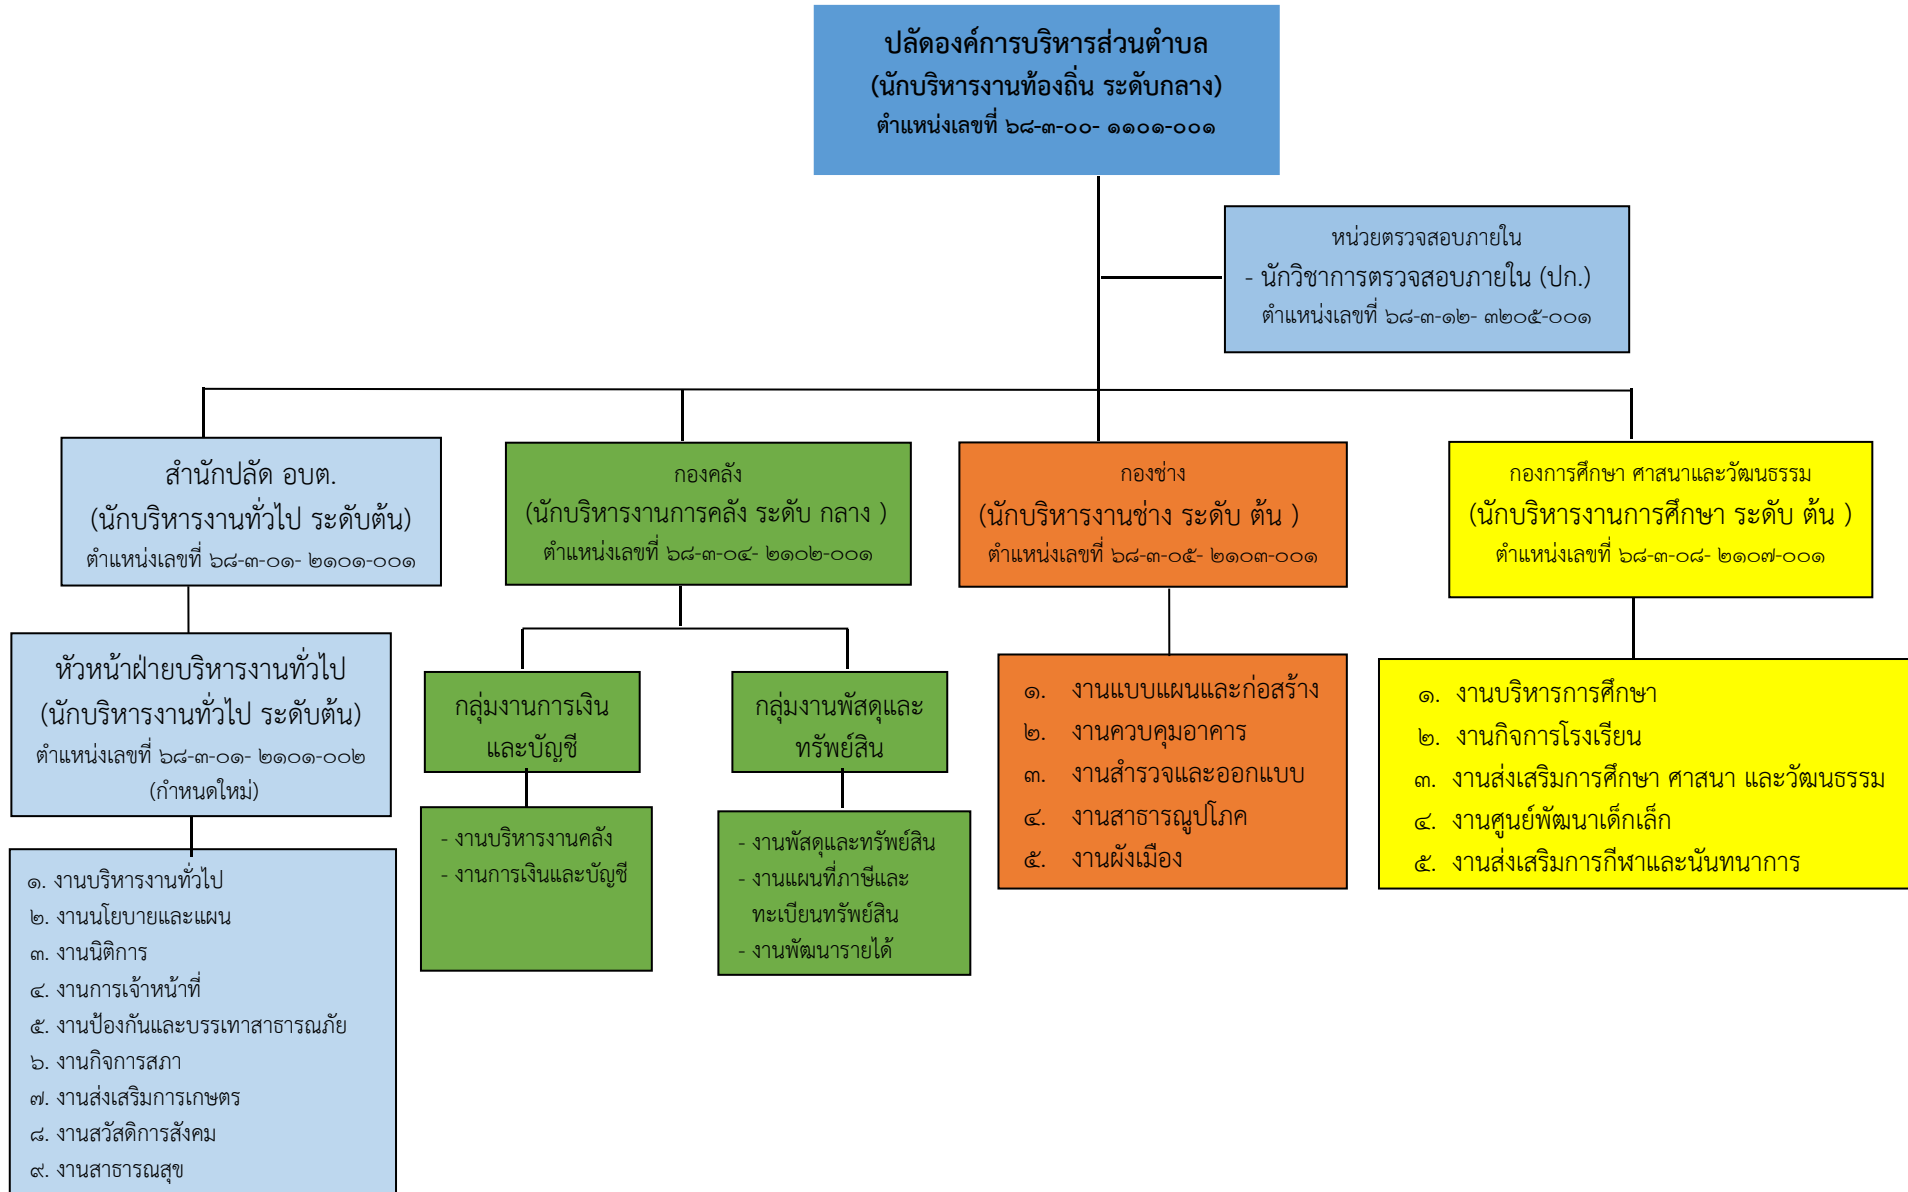 ปลัดองค์การบริหารส่วนตำบล
(นักบริหารงานท้องถิ่น ระดับกลาง)
ตำแหน่งเลขที่ ๖๘-๓-๐๐- ๑๑๐๑-๐๐๑
หน่วยตรวจสอบภายใน
- นักวิชาการตรวจสอบภายใน (ปก.)
ตำแหน่งเลขที่ ๖๘-๓-๑๒- ๓๒๐๕-๐๐๑
สำนักปลัด อบต.
(นักบริหารงานทั่วไป ระดับต้น)
ตำแหน่งเลขที่ ๖๘-๓-๐๑- ๒๑๐๑-๐๐๑
กองคลัง
(นักบริหารงานการคลัง ระดับ กลาง )
ตำแหน่งเลขที่ ๖๘-๓-๐๔- ๒๑๐๒-๐๐๑
กองช่าง
(นักบริหารงานช่าง ระดับ ต้น )
ตำแหน่งเลขที่ ๖๘-๓-๐๕- ๒๑๐๓-๐๐๑
กองการศึกษา ศาสนาและวัฒนธรรม
(นักบริหารงานการศึกษา ระดับ ต้น )
ตำแหน่งเลขที่ ๖๘-๓-๐๘- ๒๑๐๗-๐๐๑
หัวหน้าฝ่ายบริหารงานทั่วไป
(นักบริหารงานทั่วไป ระดับต้น)
ตำแหน่งเลขที่ ๖๘-๓-๐๑- ๒๑๐๑-๐๐๒
(กำหนดใหม่)
๑. งานบริหารงานทั่วไป
๒. งานนโยบายและแผน
๓. งานนิติการ
๔. งานการเจ้าหน้าที่
๕. งานป้องกันและบรรเทาสาธารณภัย
๖. งานกิจการสภา
๗. งานส่งเสริมการเกษตร
๘. งานสวัสดิการสังคม
๙. งานสาธารณสุข
กลุ่มงานการเงิน
และบัญชี
- งานบริหารงานคลัง
- งานการเงินและบัญชี
กลุ่มงานพัสดุและ
ทรัพย์สิน
- งานพัสดุและทรัพย์สิน
- งานแผนที่ภาษีและ
ทะเบียนทรัพย์สิน
- งานพัฒนารายได้
๑. งานแบบแผนและก่อสร้าง
๒. งานควบคุมอาคาร
๓. งานสำรวจและออกแบบ
๔. งานสาธารณูปโภค
๕. งานผังเมือง
๑. งานบริหารการศึกษา
๒. งานกิจการโรงเรียน
๓. งานส่งเสริมการศึกษา ศาสนา และวัฒนธรรม
๔. งานศูนย์พัฒนาเด็กเล็ก
๕. งานส่งเสริมการกีฬาและนันทนาการ